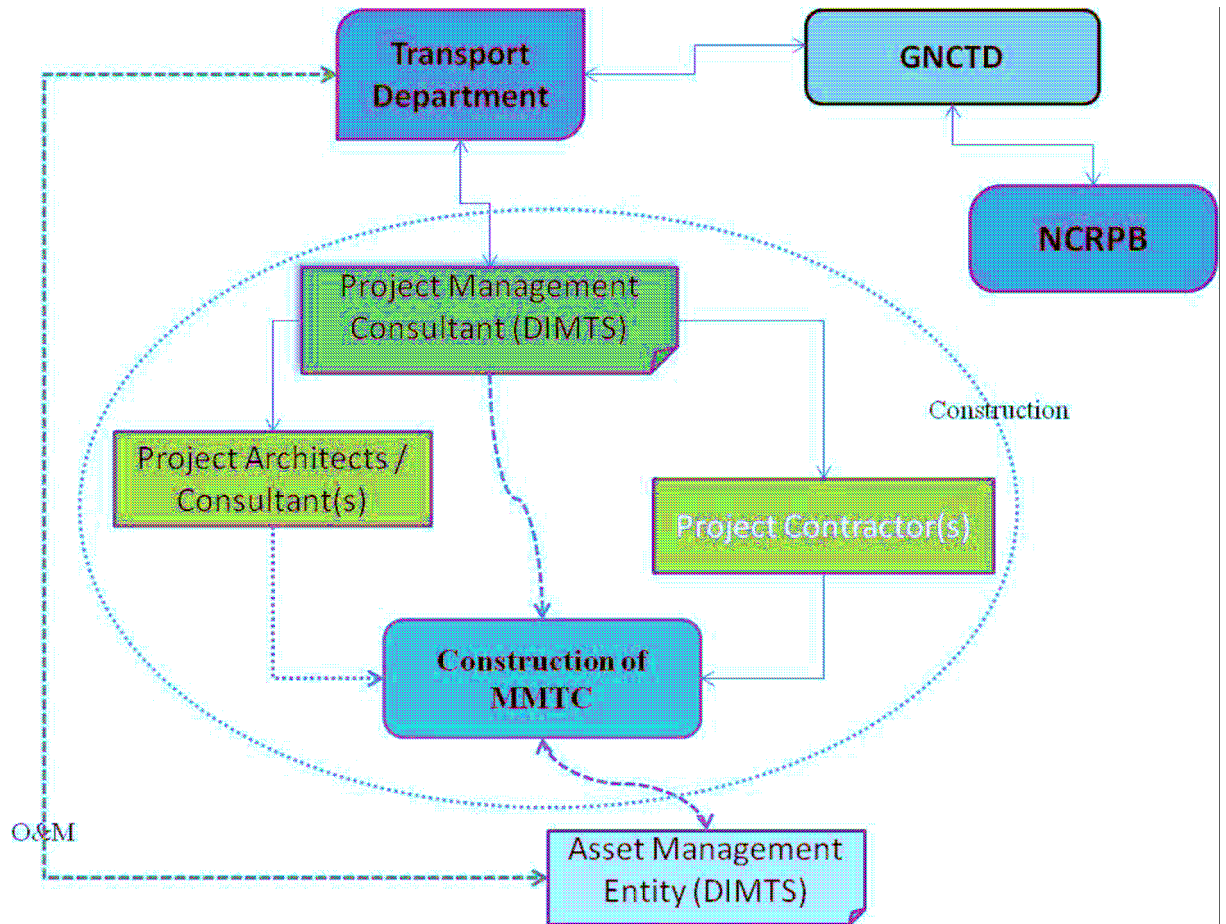 Transport
Department
GNCTD
NCRPB
Project Management
Consultant (DIMTS)
Construction
Project Architects /
Consultant(s)
Project Contractor(s)
Construction of
MMTC
O&M
Asset Management
Entity (DIMTS)